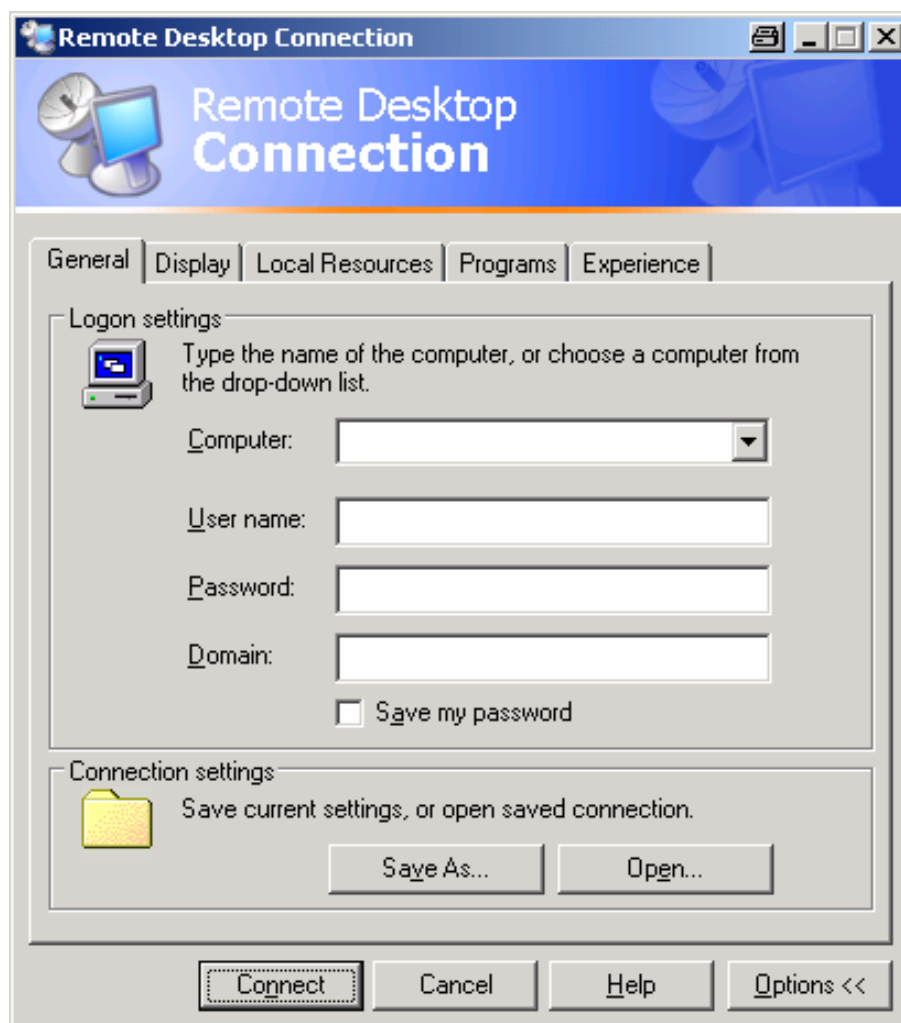 Remote Desktop Connection
Remote Desktop
Connection
General Display Local Resources Programs Experience
Logon settings
Type the name of the computer, or choose a computer from
the drop-down list.
Computer:
User name:
Password:
Domain:
Save my password
Connection settings
Save current settings, or open saved connection.
Save As... Open...
Connect Cancel Help Options <<